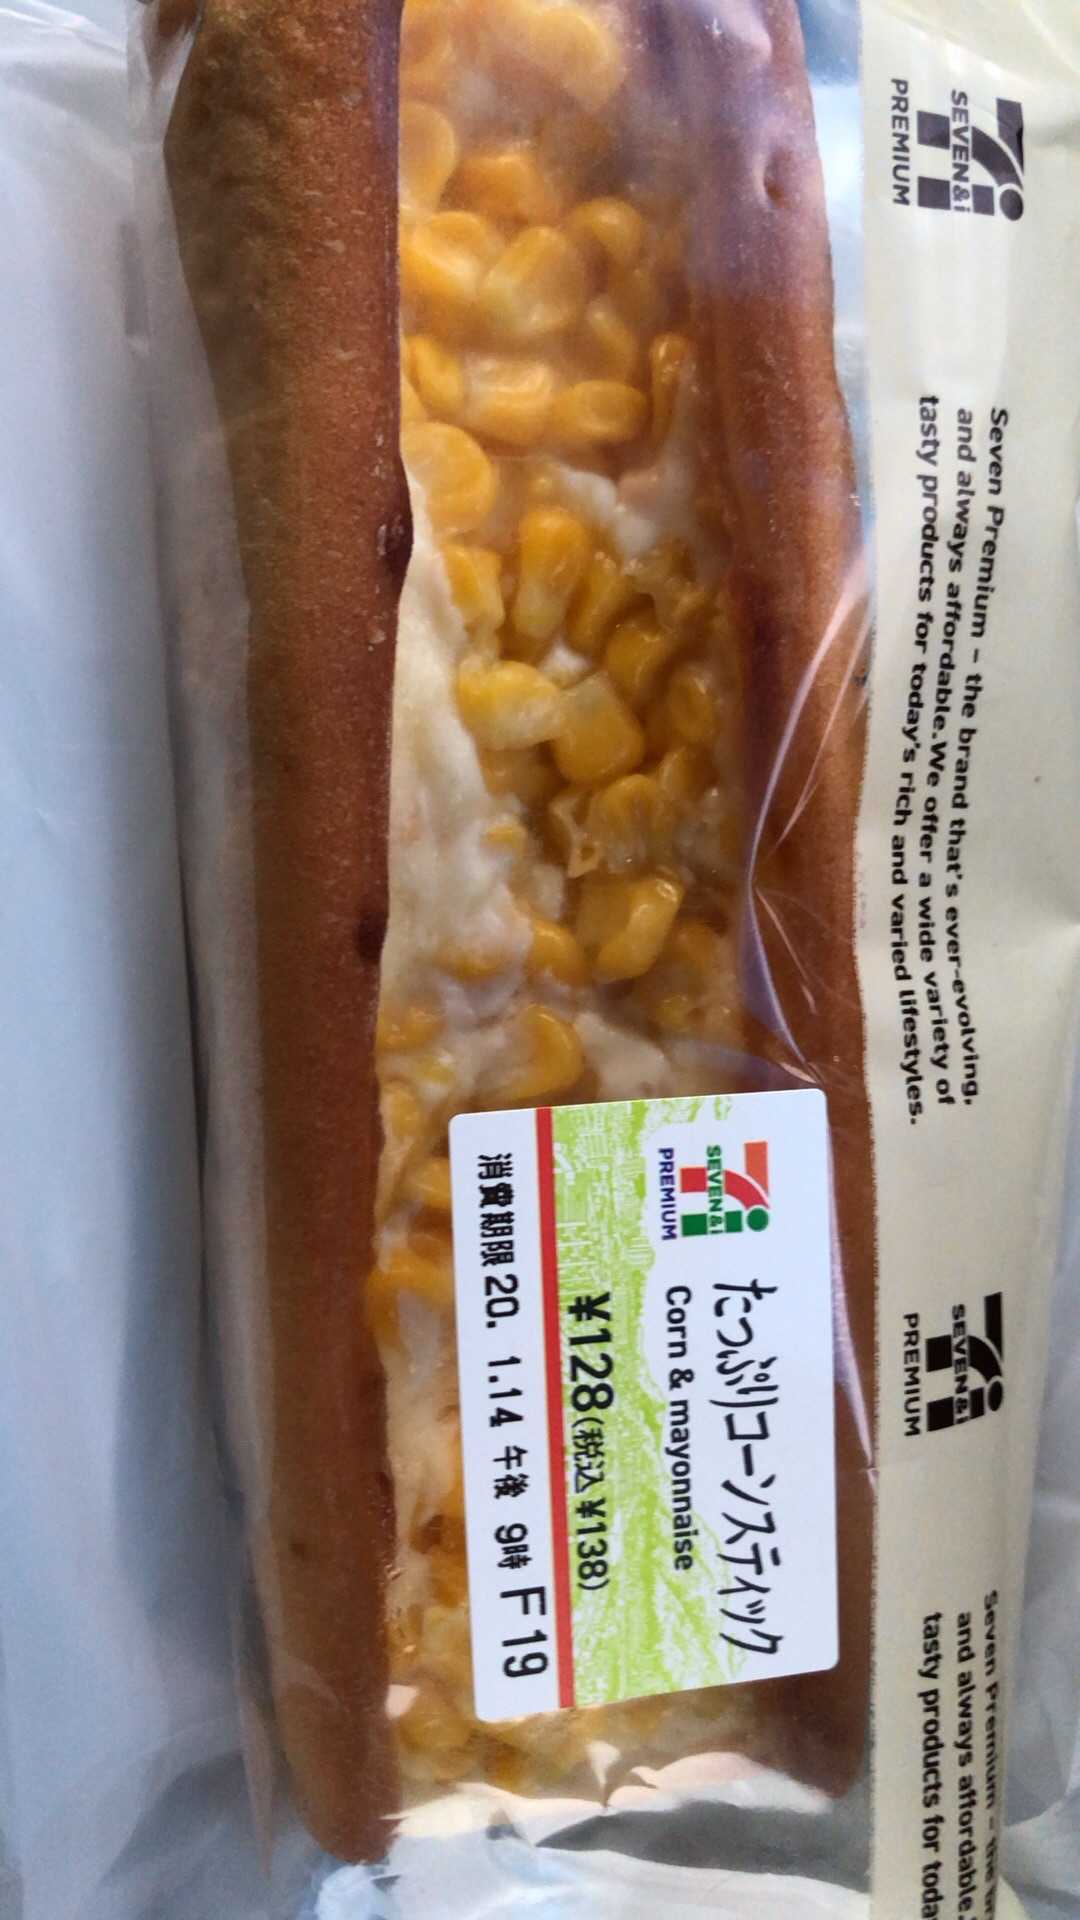 SEVEN&i
PREMIUM
Seven Premium – the brand that's ever-evolving,
and always affordable. We offer a wide variety of
tasty products for today's rich and varied lifestyles.
SEVEN&i
PREMIUM
Seven Premium – the
and always affordable.
tasty products for toda
SEVEN&i
PREMIUM
たっぷりコーンスティック
Corn & mayonnaise
¥128(税込¥138)
消費期限20. 1.14 午後 9時 F19